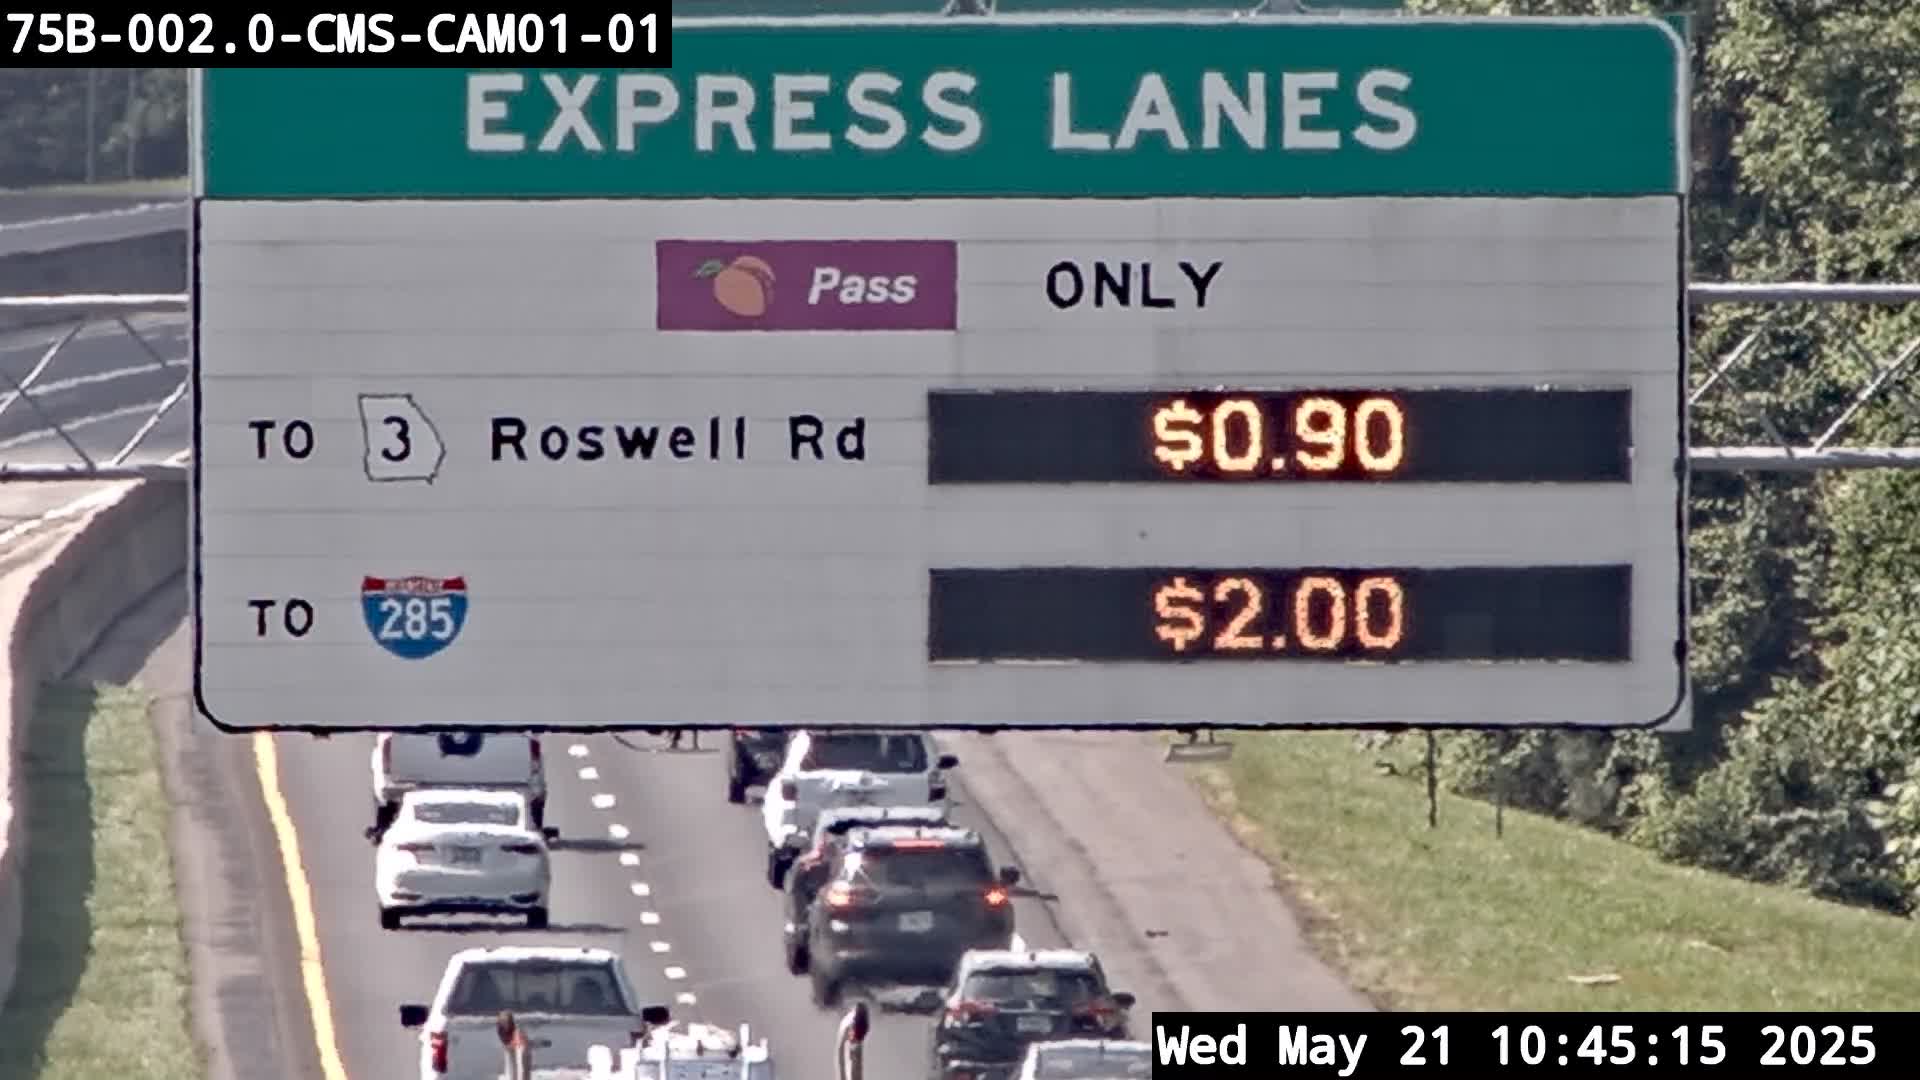 75B-002.0-CMS-CAM01-01
EXPRESS LANES
Pass ONLY
TO 3 Roswell Rd $0.90
TO INTERSTATE 285 $2.00
Wed May 21 10:45:15 2025